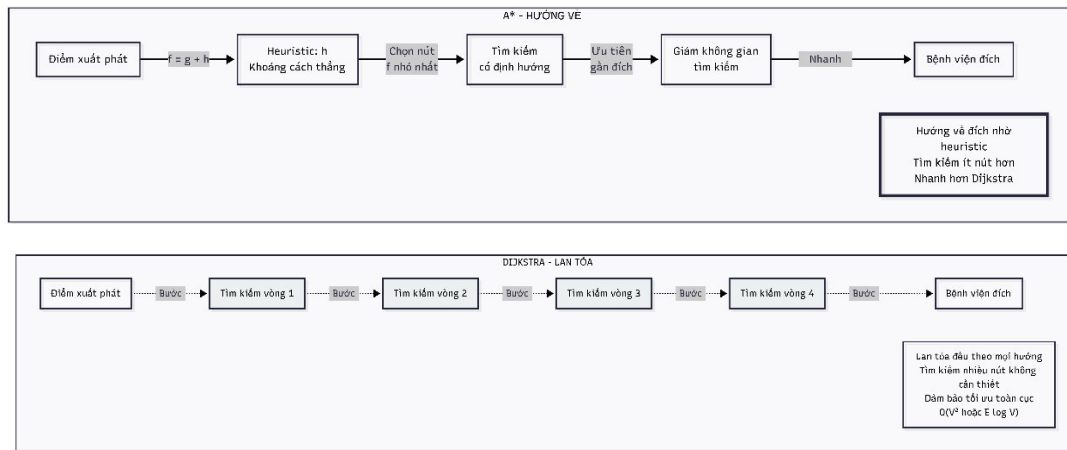 A* - HƯỚNG VỀ
Điểm xuất phát
f = g + h
Heuristic: h
Khoảng cách thẳng
Chọn nút
f nhỏ nhất
Tìm kiếm
có định hướng
Ưu tiên
gần đích
Giảm không gian
tìm kiếm
Nhanh
Bệnh viện đích
Hướng về đích nhờ
heuristic
Tìm kiếm ít nút hơn
Nhanh hơn Dijkstra
DIJKSTRA - LAN TỎA
Điểm xuất phát
Bước
Tìm kiếm vòng 1
Bước
Tìm kiếm vòng 2
Bước
Tìm kiếm vòng 3
Bước
Tìm kiếm vòng 4
Bước
Bệnh viện đích
Lan tỏa đều theo mọi hướng
Tìm kiếm nhiều nút không
cần thiết
Đảm bảo tối ưu toàn cục
O(V² hoặc E log V)